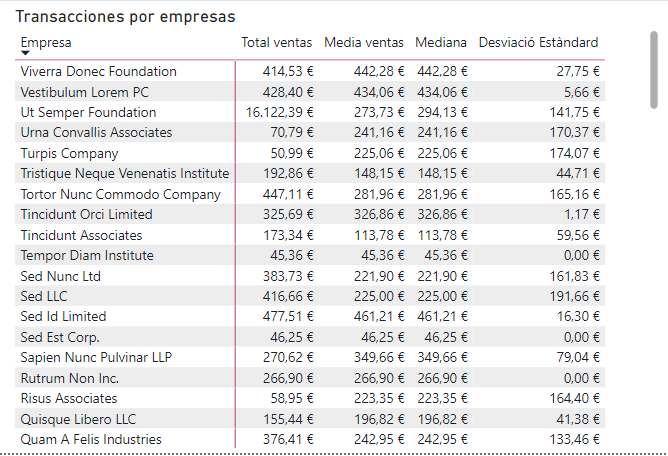 Transacciones por empresas
Empresa Total ventas Media ventas Mediana Desviació Estàndard
Viverra Donec Foundation 414,53 € 442,28 € 442,28 € 27,75 €
Vestibulum Lorem PC 428,40 € 434,06 € 434,06 € 5,66 €
Ut Semper Foundation 16.122,39 € 273,73 € 294,13 € 141,75 €
Urna Convallis Associates 70,79 € 241,16 € 241,16 € 170,37 €
Turpis Company 50,99 € 225,06 € 225,06 € 174,07 €
Tristique Neque Venenatis Institute 192,86 € 148,15 € 148,15 € 44,71 €
Tortor Nunc Commodo Company 447,11 € 281,96 € 281,96 € 165,16 €
Tincidunt Orci Limited 325,69 € 326,86 € 326,86 € 1,17 €
Tincidunt Associates 173,34 € 113,78 € 113,78 € 59,56 €
Tempor Diam Institute 45,36 € 45,36 € 45,36 € 0,00 €
Sed Nunc Ltd 383,73 € 221,90 € 221,90 € 161,83 €
Sed LLC 416,66 € 225,00 € 225,00 € 191,66 €
Sed Id Limited 477,51 € 461,21 € 461,21 € 16,30 €
Sed Est Corp. 46,25 € 46,25 € 46,25 € 0,00 €
Sapien Nunc Pulvinar LLP 270,62 € 349,66 € 349,66 € 79,04 €
Rutrum Non Inc. 266,90 € 266,90 € 266,90 € 0,00 €
Risus Associates 58,95 € 223,35 € 223,35 € 164,40 €
Quisque Libero LLC 155,44 € 196,82 € 196,82 € 41,38 €
Quam A Felis Industries 376,41 € 242,95 € 242,95 € 133,46 €